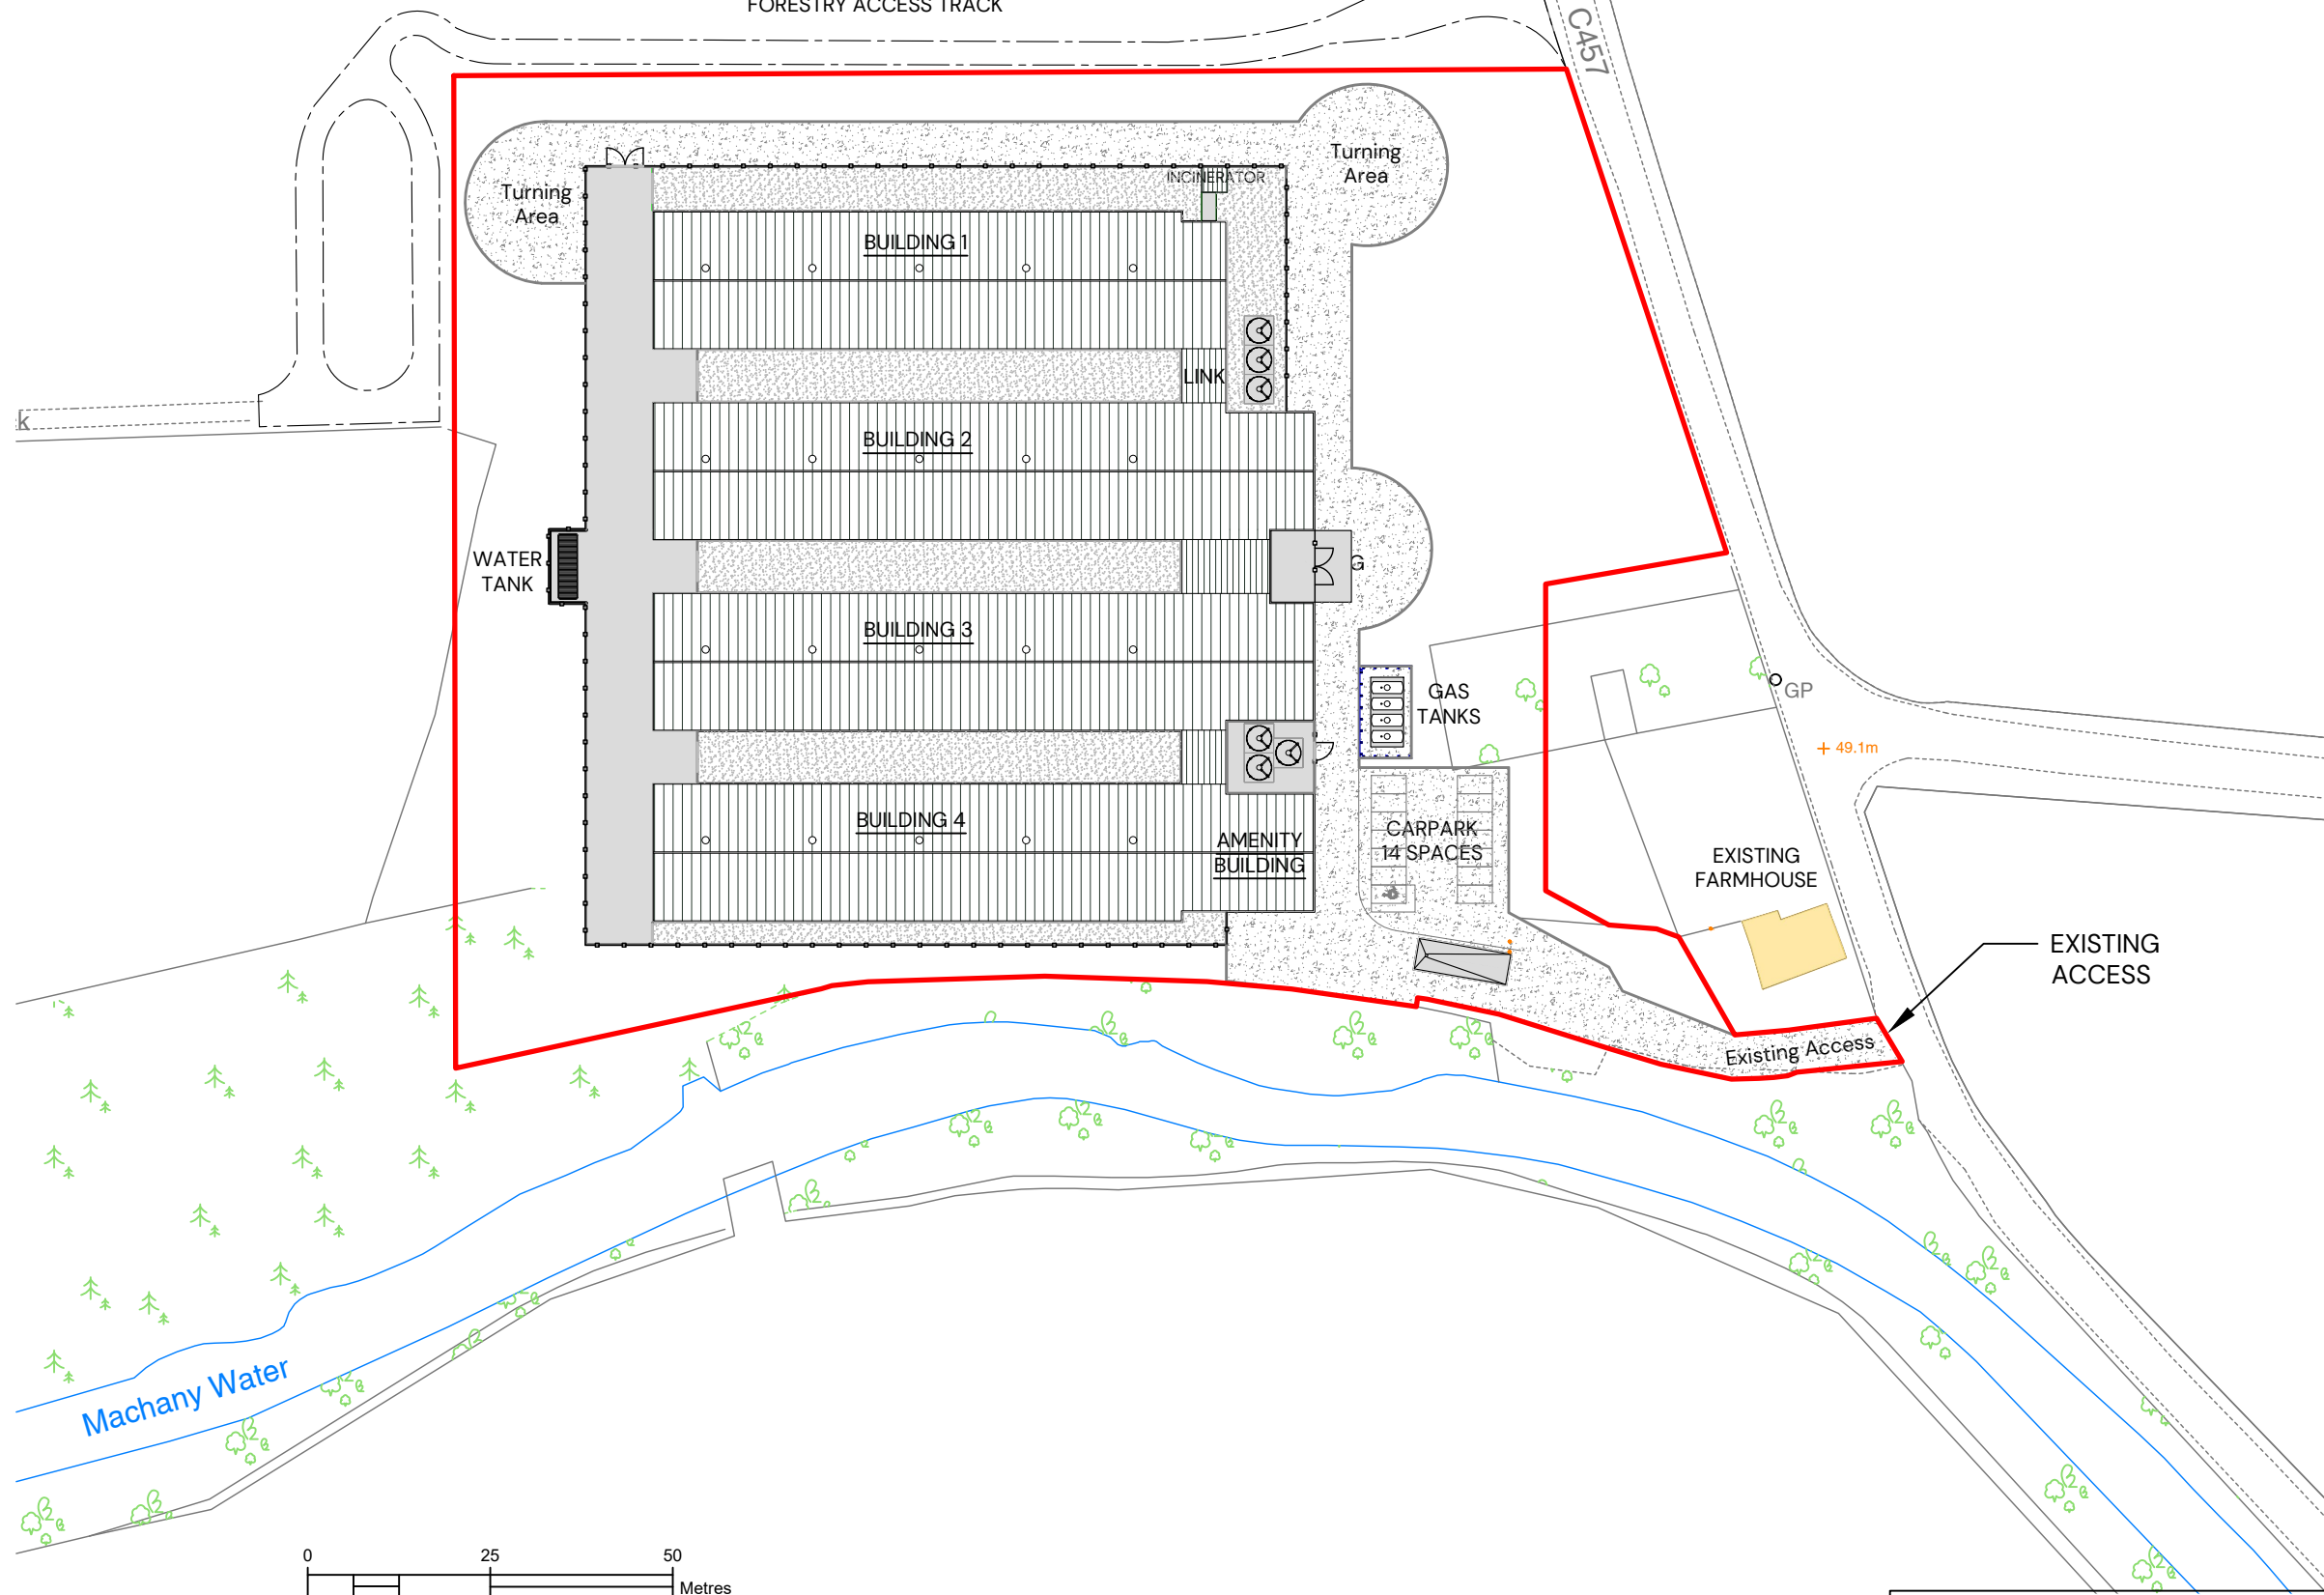 FORESTRY ACCESS TRACK
C457
Turning
Area
INCINERATOR
Turning
Area
BUILDING 1
LINK
k
BUILDING 2
WATER
TANK
G
BUILDING 3
GAS
TANKS
GP
49.1m
BUILDING 4
AMENITY
BUILDING
CARPARK
14 SPACES
EXISTING
FARMHOUSE
EXISTING
ACCESS
Existing Access
Machany Water
0 25 50
Metres